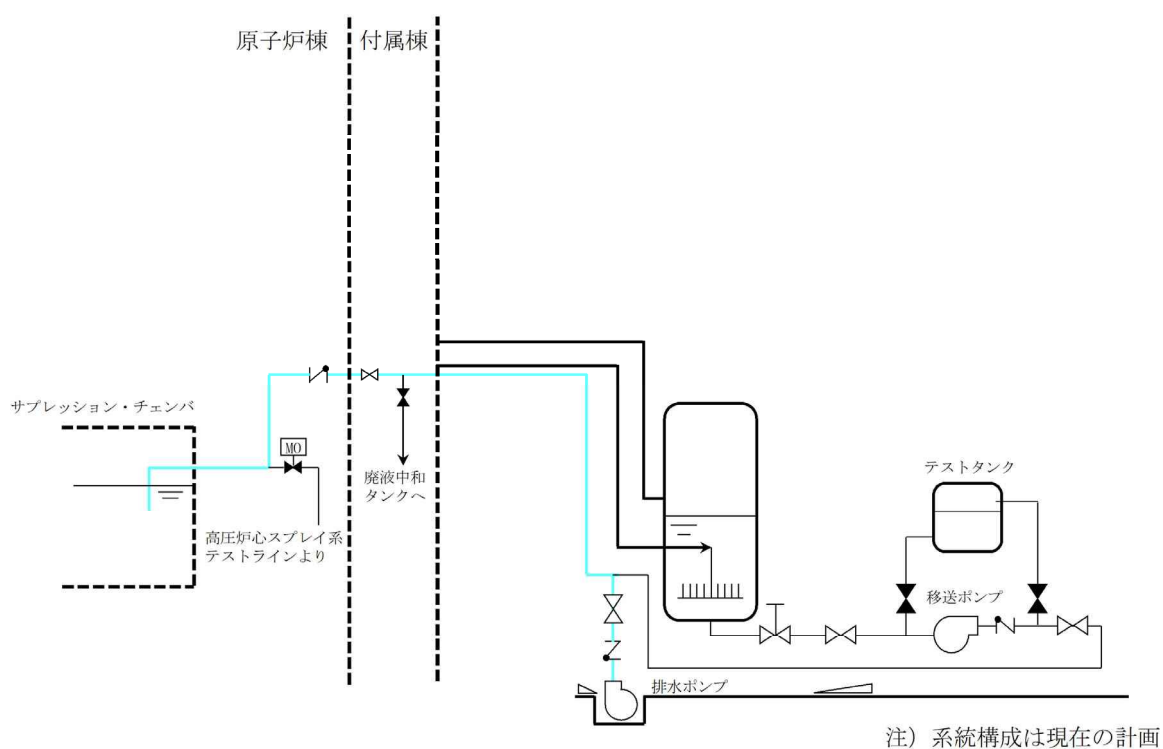 原子炉棟
付属棟
サプレッション・チェンバ
MO
高圧炉心スプレイ系
テストラインより
廃液中和
タンクへ
テストタンク
移送ポンプ
排水ポンプ
注）系統構成は現在の計画